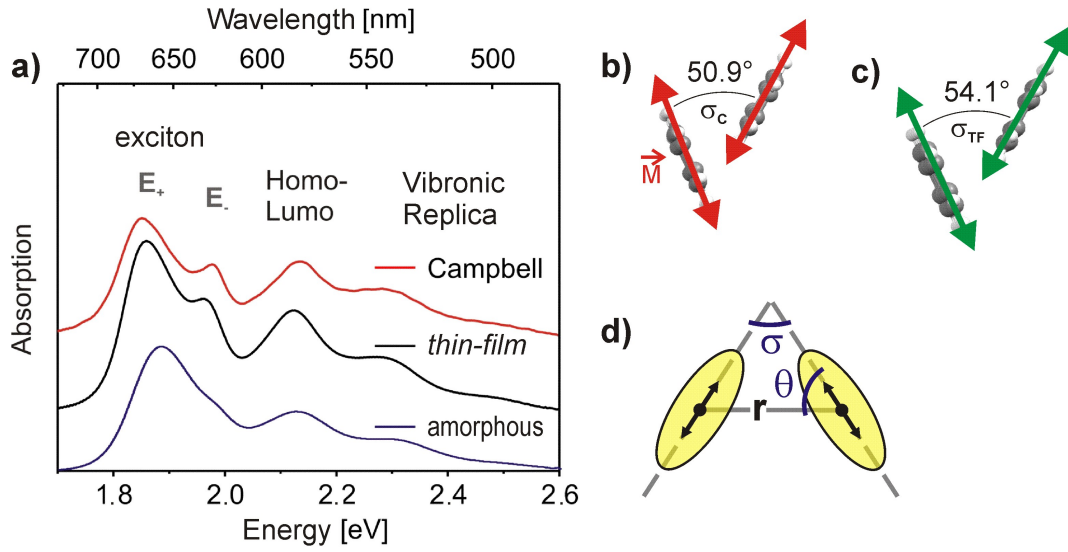 Wavelength [nm]
700 650 600 550 500
a)
exciton
E+ E-
Homo-
Lumo
Vibronic
Replica
Campbell
thin-film
amorphous
Absorption
1.8 2.0 2.2 2.4 2.6
Energy [eV]
b)
50.9°
σC
M
c)
54.1°
σTF
d)
σ
θ
r